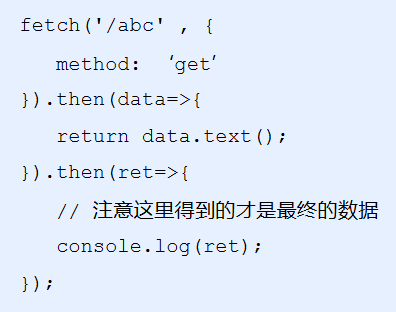 fetch('/abc' , {
method: ‘get’
}).then(data=>{
return data.text();
}).then(ret=>{
// 注意这里得到的才是最终的数据
console.log(ret);
});